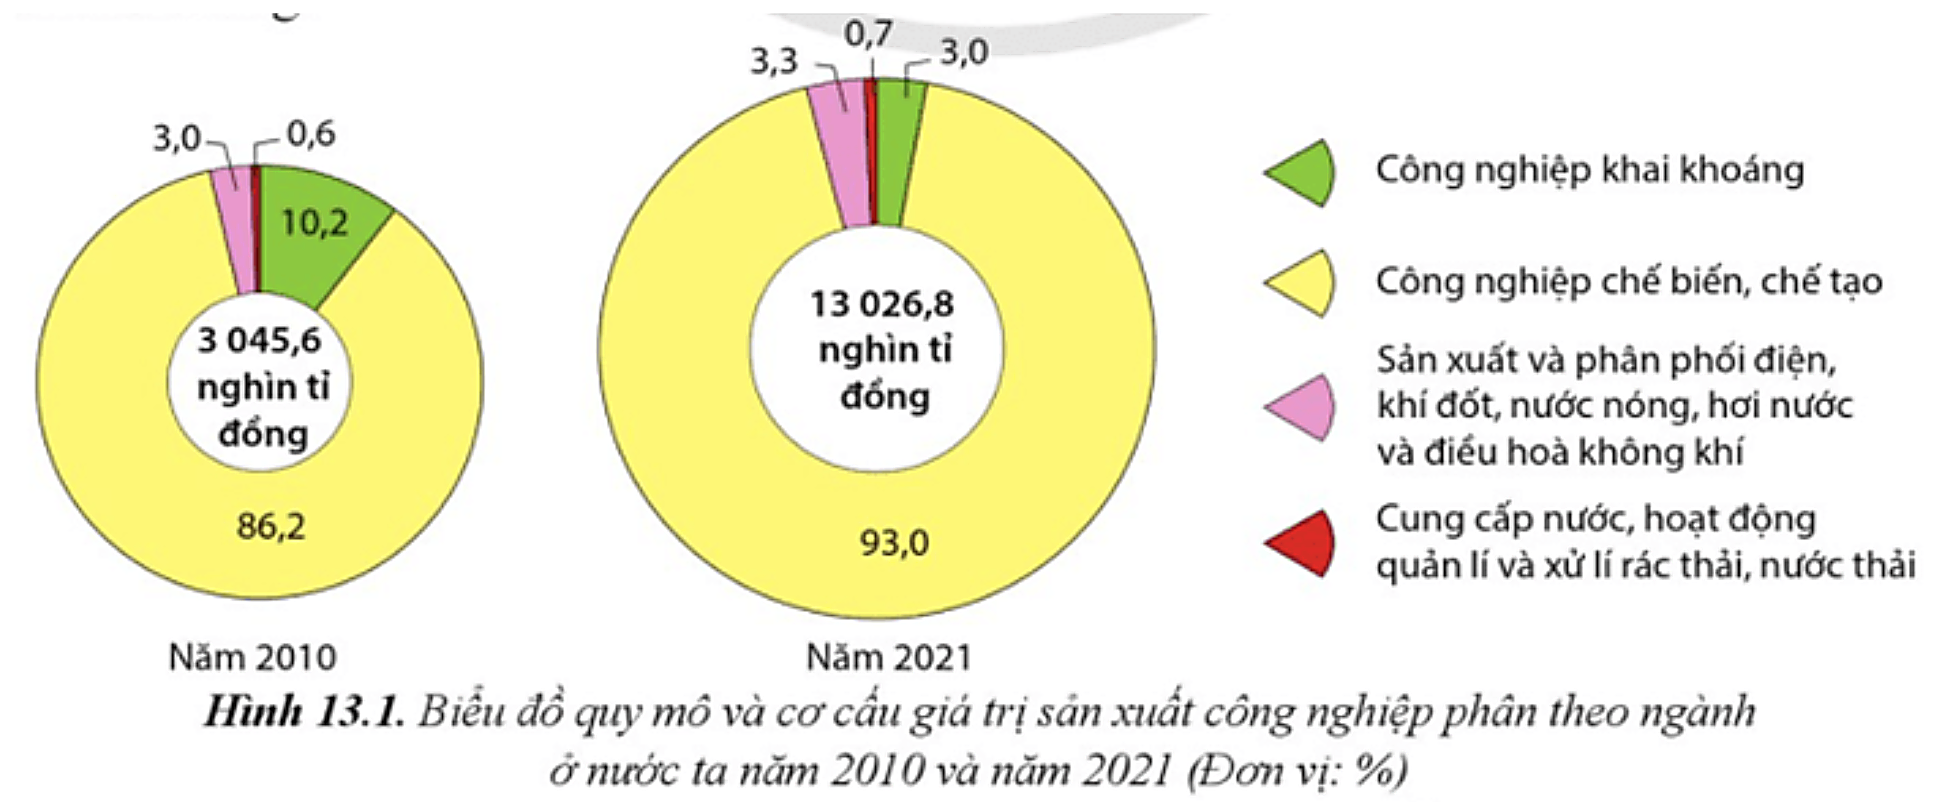 0,7
3,3
3,0
3,0
0,6
10,2
3 045,6
nghìn tỉ
đồng
86,2
13 026,8
nghìn tỉ
đồng
93,0
Công nghiệp khai khoáng
Công nghiệp chế biến, chế tạo
Sản xuất và phân phối điện,
khí đốt, nước nóng, hơi nước
và điều hoà không khí
Cung cấp nước, hoạt động
quản lí và xử lí rác thải, nước thải
Năm 2010
Năm 2021
Hình 13.1. Biểu đồ quy mô và cơ cấu giá trị sản xuất công nghiệp phân theo ngành
ở nước ta năm 2010 và năm 2021 (Đơn vị: %)